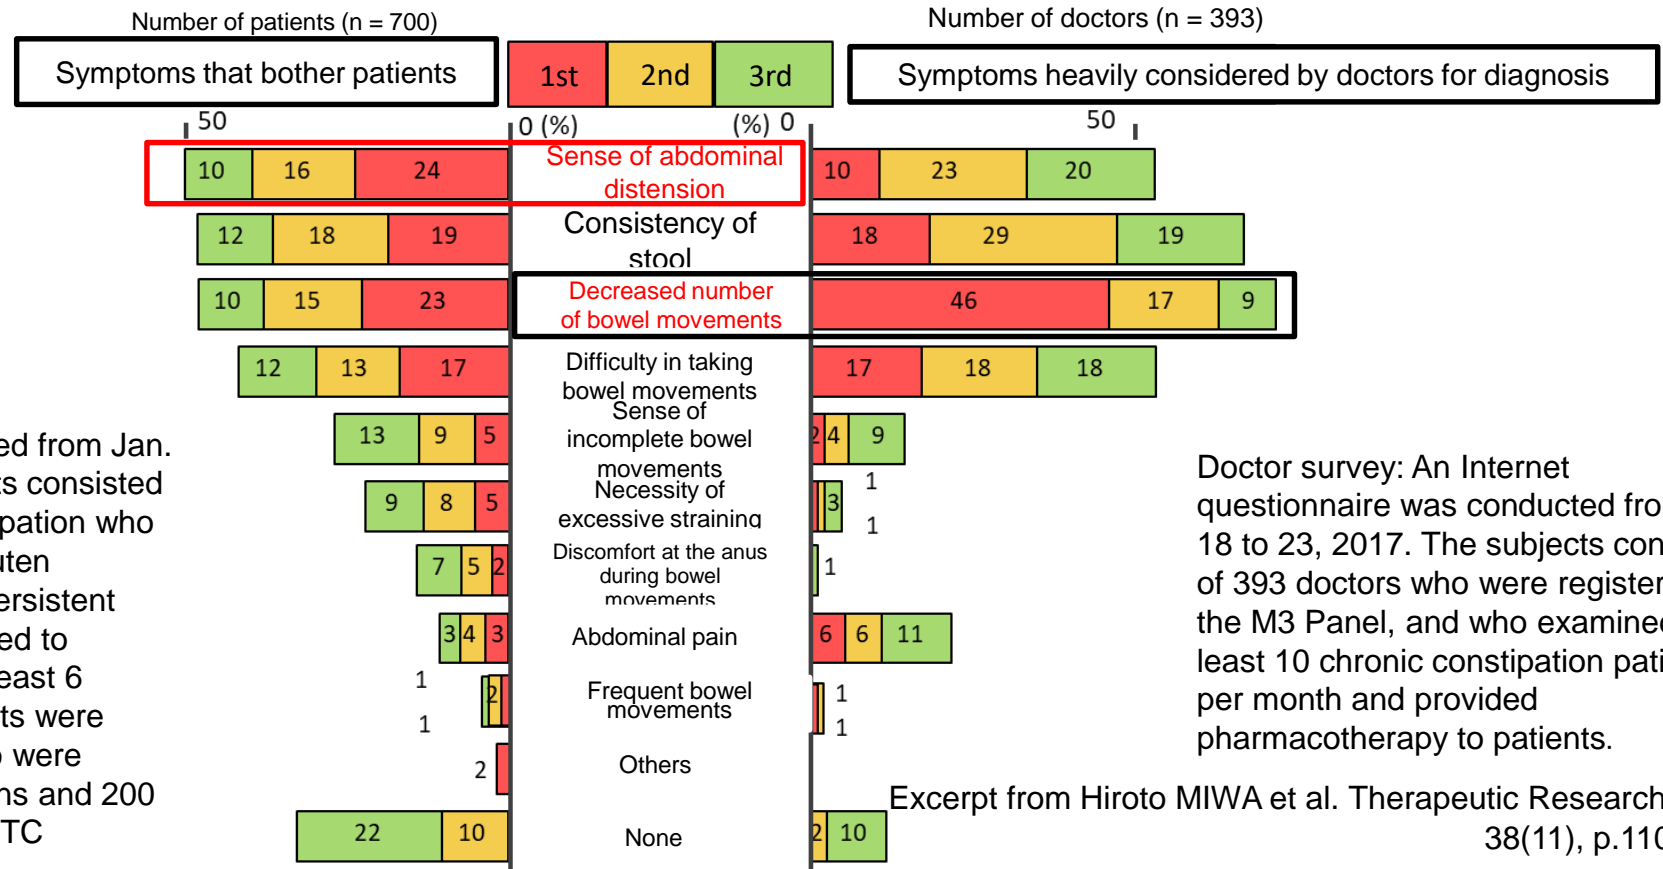 Number of patients (n = 700)
Number of doctors (n = 393)
Symptoms that bother patients
1st 2nd 3rd
Symptoms heavily considered by doctors for diagnosis
50 0 (%) (%) 0 50
10 16 24
Sense of abdominal
distension
10 23 20
12 18 19
Consistency of
stool
18 29 19
10 15 23
Decreased number
of bowel movements
46 17 9
12 13 17
Difficulty in taking
bowel movements
17 18 18
13 9 5
Sense of
incomplete bowel
movements
2 4 9
9 8 5
Necessity of
excessive straining
3
1
1
7 5 2
Discomfort at the anus
during bowel
movements
1
3 4 3
Abdominal pain
6 6 11
1
2
1
Frequent bowel
movements
1
1
2
Others
22 10
None
2 10
ed from Jan.
ts consisted
pation who
uten
ersistent
ed to
east 6
ts were
o were
ns and 200
TC
Doctor survey: An Internet
questionnaire was conducted fro
18 to 23, 2017. The subjects con
of 393 doctors who were register
the M3 Panel, and who examined
least 10 chronic constipation pati
per month and provided
pharmacotherapy to patients.
Excerpt from Hiroto MIWA et al. Therapeutic Research
38(11), p.110